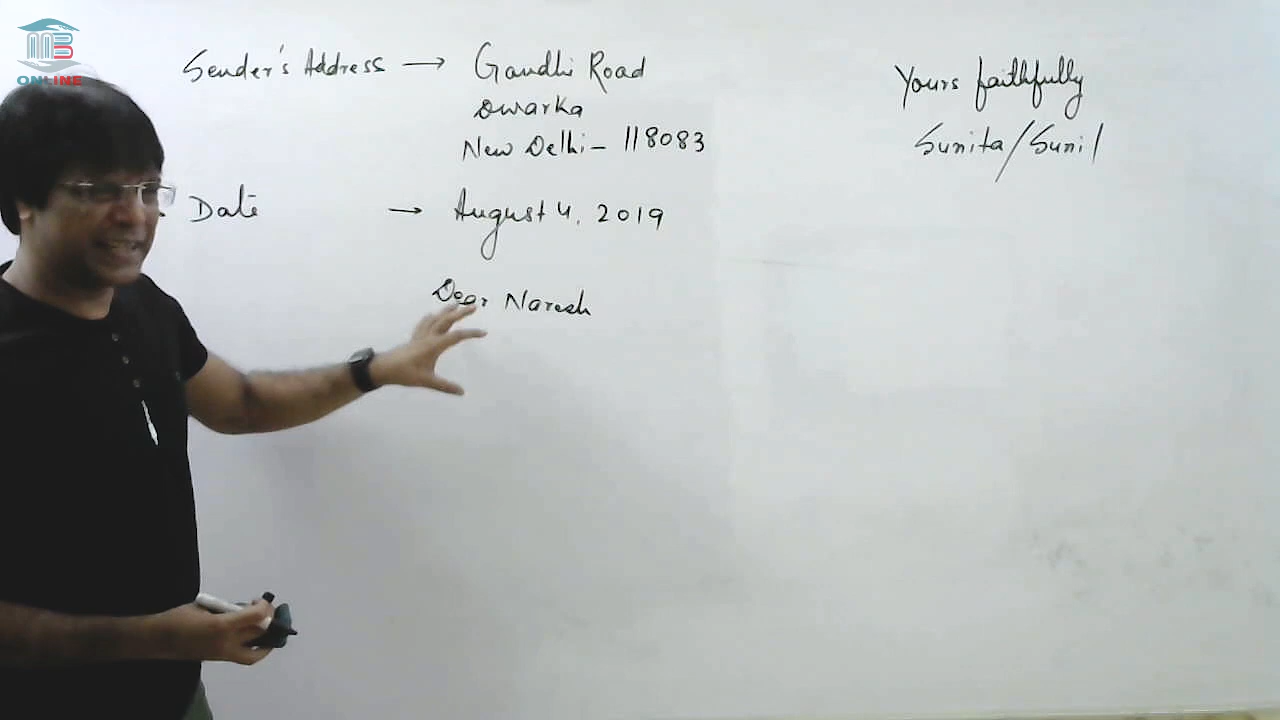 MB
ONLINE
Sender's Address → Gandhi Road
Dwarka
New Delhi - 118083
Date → August 4, 2019
Dear Naresh
Yours faithfully
Sunita/Sunil